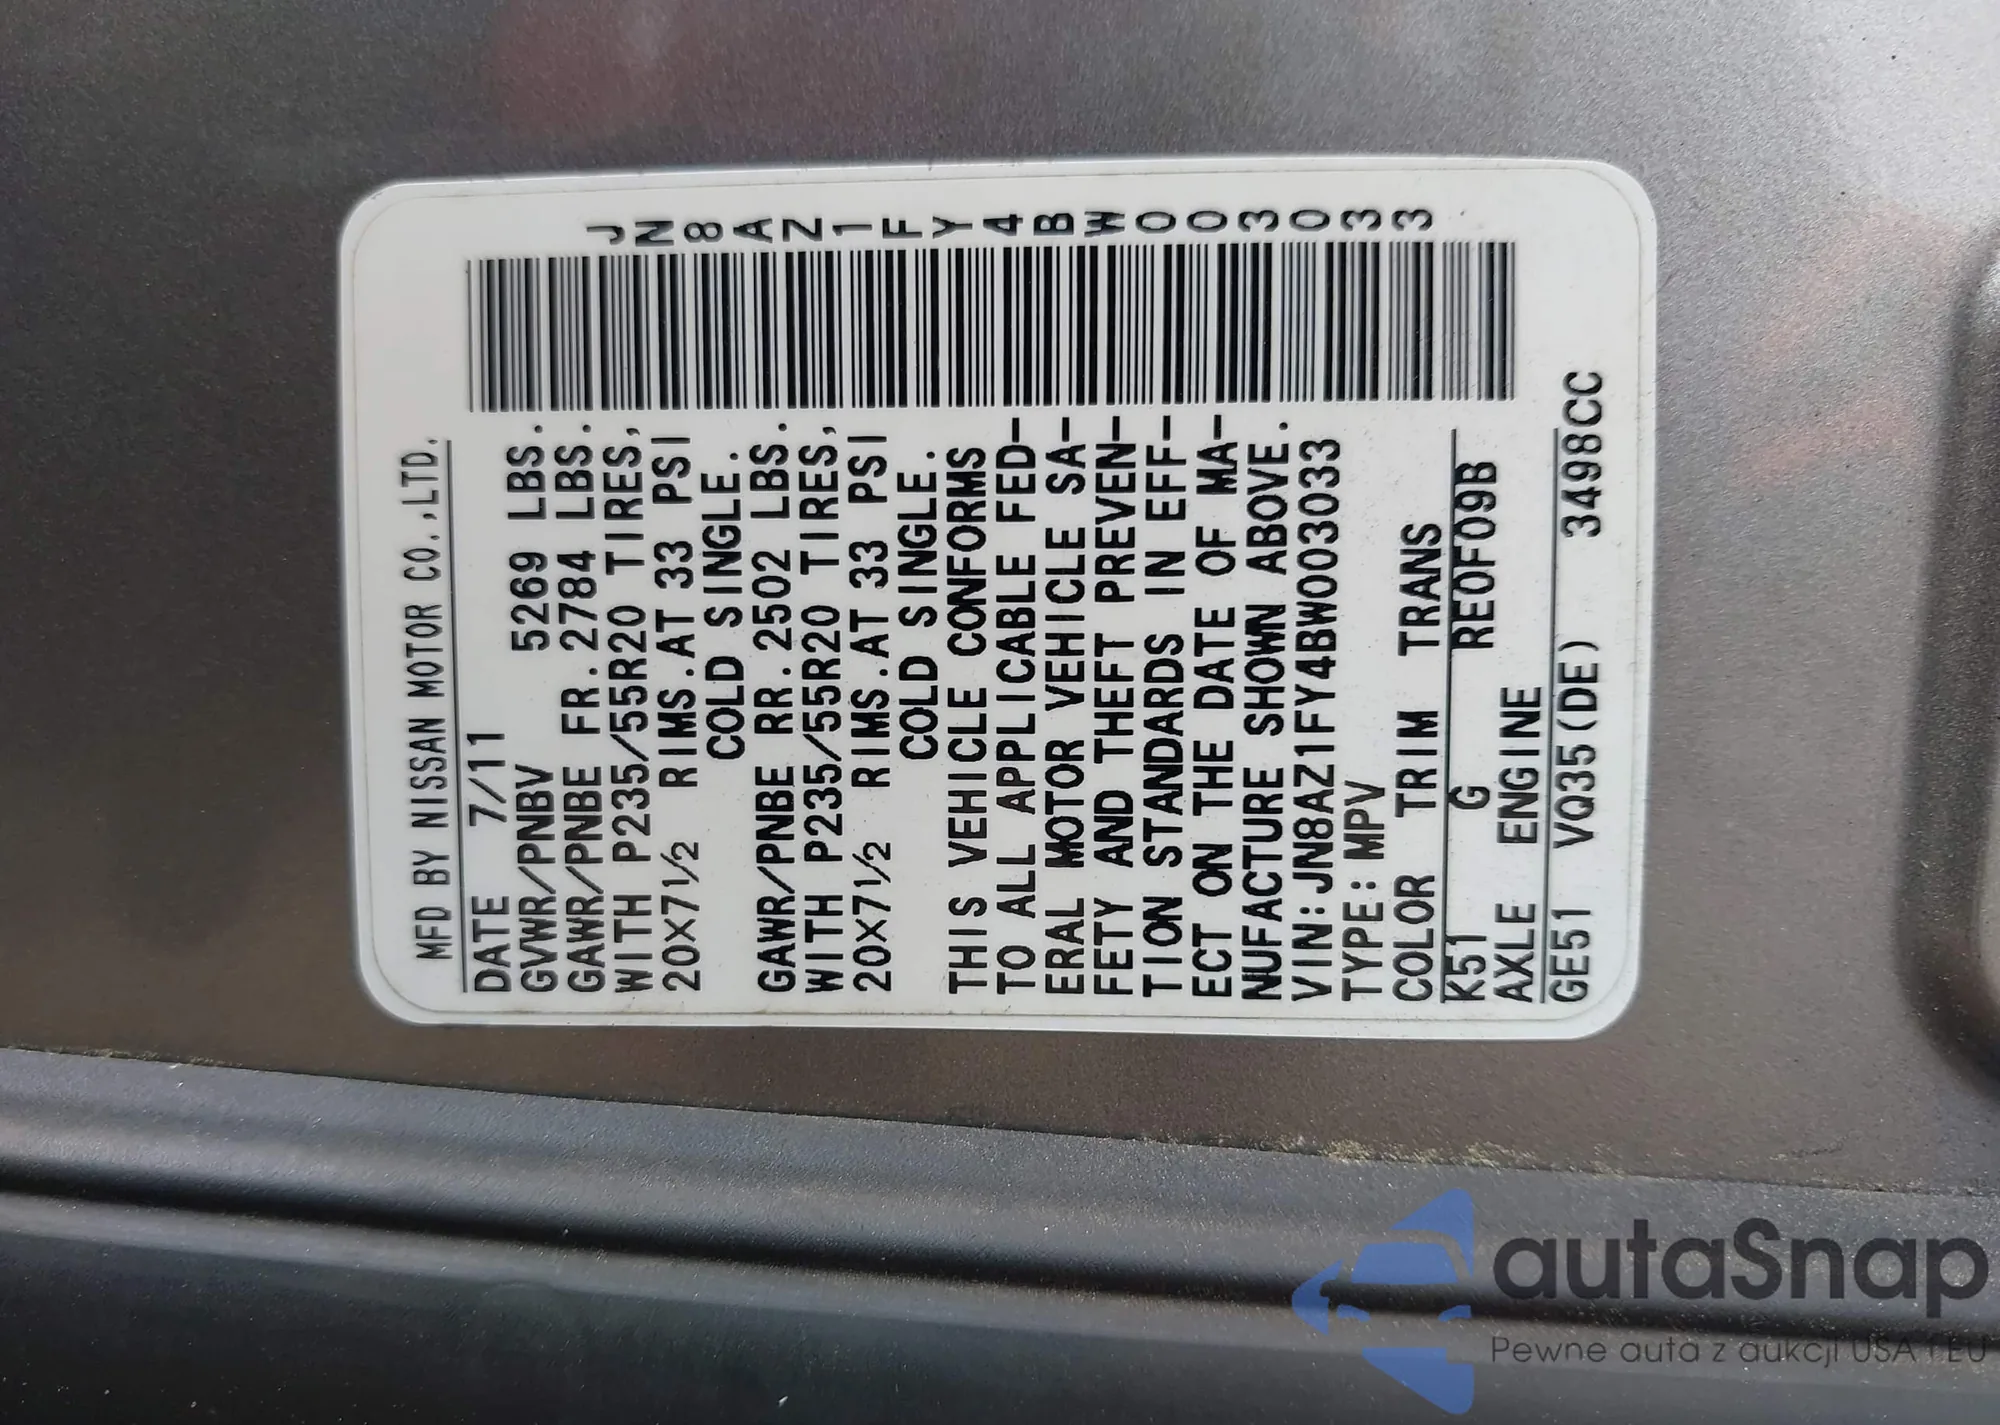 MFD BY NISSAN MOTOR CO.,LTD.
DATE 7/11
GVWR/PNBV 5269 LBS.
GAWR/PNBE FR.2784 LBS.
WITH P235/55R20 TIRES,
20X7½ RIMS.AT 33 PSI
COLD SINGLE.
GAWR/PNBE RR.2502 LBS.
WITH P235/55R20 TIRES,
20X7½ RIMS.AT 33 PSI
COLD SINGLE.
THIS VEHICLE CONFORMS
TO ALL APPLICABLE FED-
ERAL MOTOR VEHICLE SA-
FETY AND THEFT PREVEN-
TION STANDARDS IN EFF-
ECT ON THE DATE OF MA-
NUFACTURE SHOWN ABOVE.
VIN:JN8AZ1FY4BW003033
TYPE:MPV
COLOR TRIM TRANS
K51 G RE0F09B
AXLE ENGINE
GE51 VQ35(DE) 3498CC
JN8AZ1FY4BW003033
autaSnap
Pewne auta z aukcji USA i EU